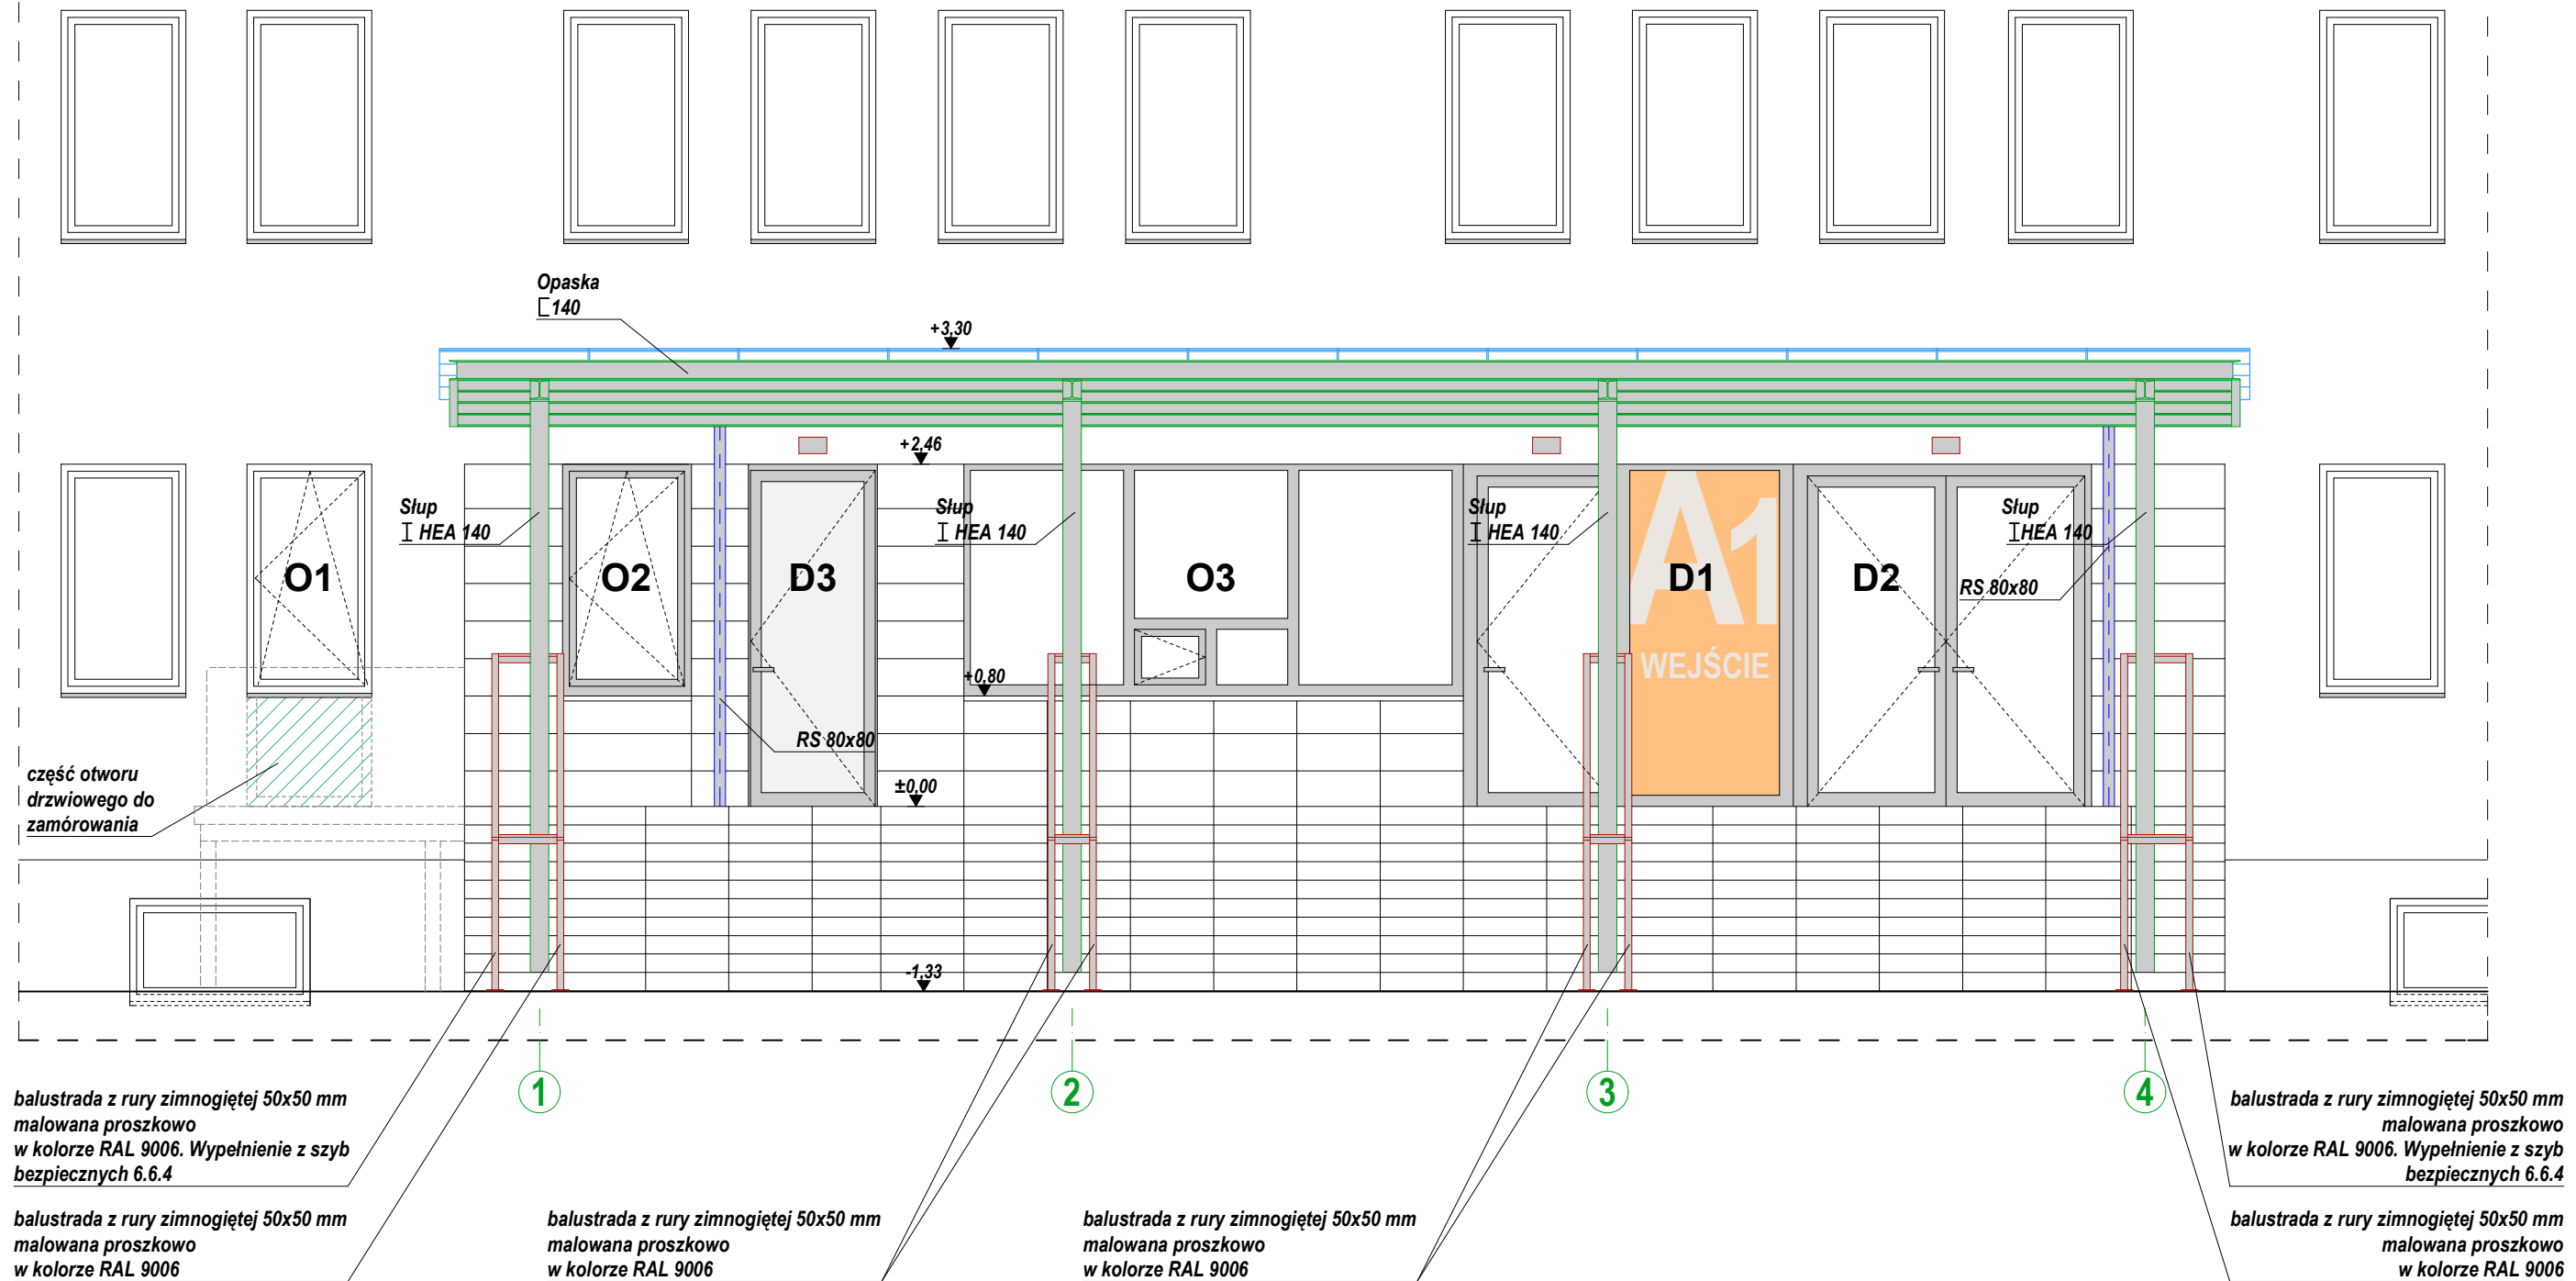 Opaska
140
+3,30
+2,46
Słup
HEA 140
Słup
HEA 140
Słup
HEA 140
Słup
HEA 140
A1
O1
O2
D3
O3
D1
D2
RS 80x80
WEJŚCIE
+0,80
RS 80x80
część otworu
drzwiowego do
zamórowania
±0,00
-1,33
1
2
3
4
balustrada z rury zimnogiętej 50x50 mm
malowana proszkowo
w kolorze RAL 9006. Wypełnienie z szyb
bezpiecznych 6.6.4
balustrada z rury zimnogiętej 50x50 mm
malowana proszkowo
w kolorze RAL 9006. Wypełnienie z szyb
bezpiecznych 6.6.4
balustrada z rury zimnogiętej 50x50 mm
malowana proszkowo
w kolorze RAL 9006
balustrada z rury zimnogiętej 50x50 mm
malowana proszkowo
w kolorze RAL 9006
balustrada z rury zimnogiętej 50x50 mm
malowana proszkowo
w kolorze RAL 9006
balustrada z rury zimnogiętej 50x50 mm
malowana proszkowo
w kolorze RAL 9006